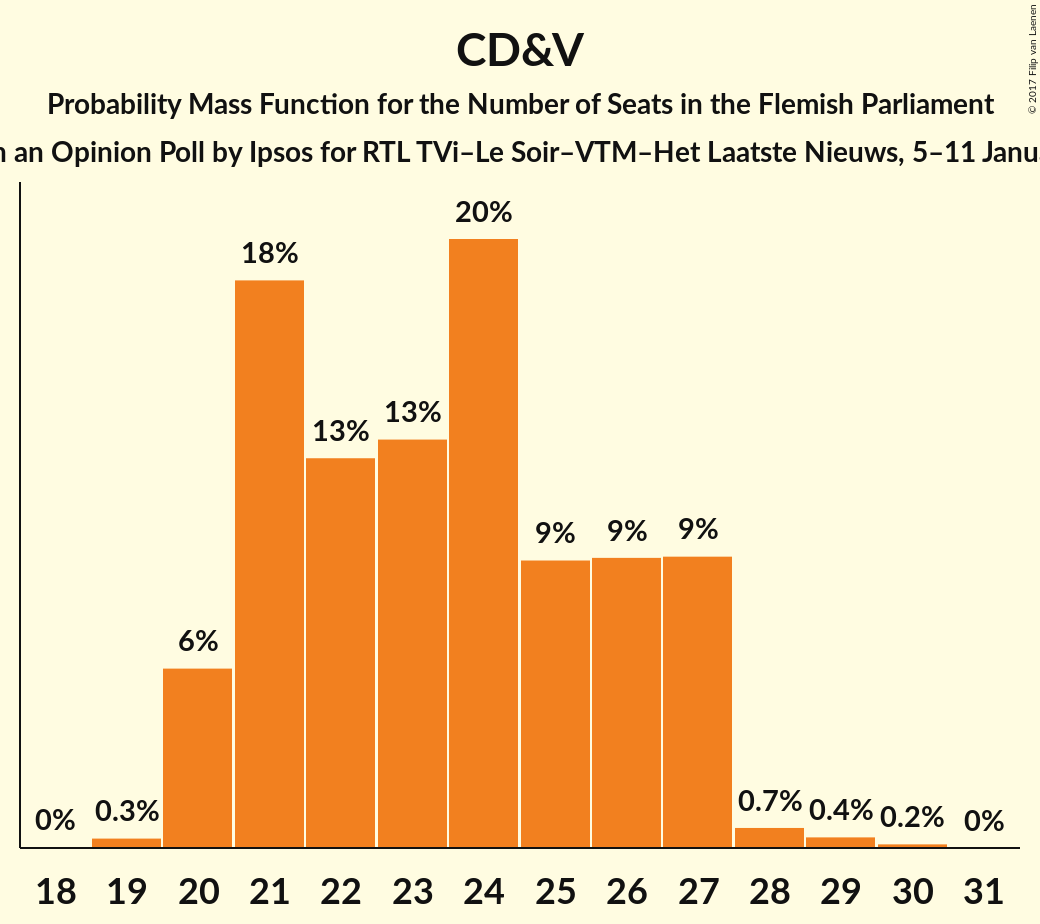 CD&V
Probability Mass Function for the Number of Seats in the Flemish Parliament
an Opinion Poll by Ipsos for RTL TVi–Le Soir–VTM–Het Laatste Nieuws, 5–11
© 2017 Filip van Laenen
20%
18%
13%
13%
9%
9%
9%
6%
0%
0.3%
0.7%
0.4%
0.2%
0%
18 19 20 21 22 23 24 25 26 27 28 29 30 31